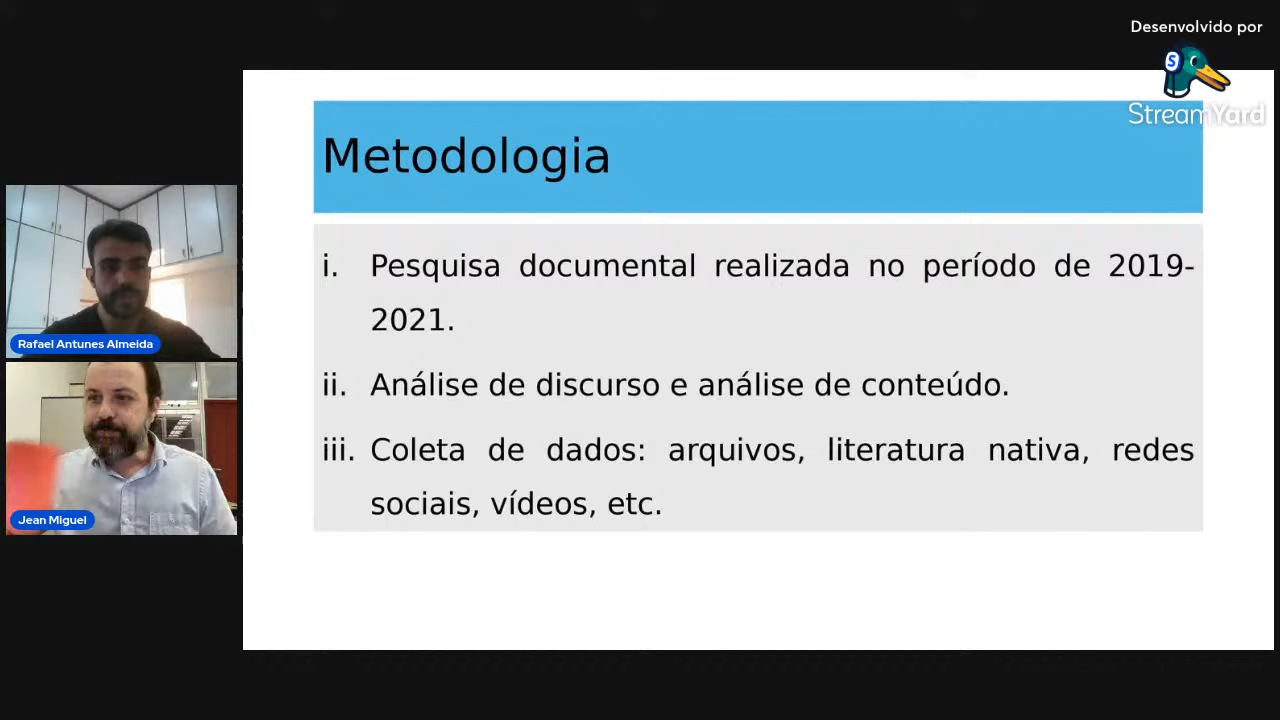 Desenvolvido por
StreamYard
Metodologia
i. Pesquisa documental realizada no período de 2019-
2021.
ii. Análise de discurso e análise de conteúdo.
iii. Coleta de dados: arquivos, literatura nativa, redes
sociais, vídeos, etc.
Rafael Antunes Almeida
Jean Miguel